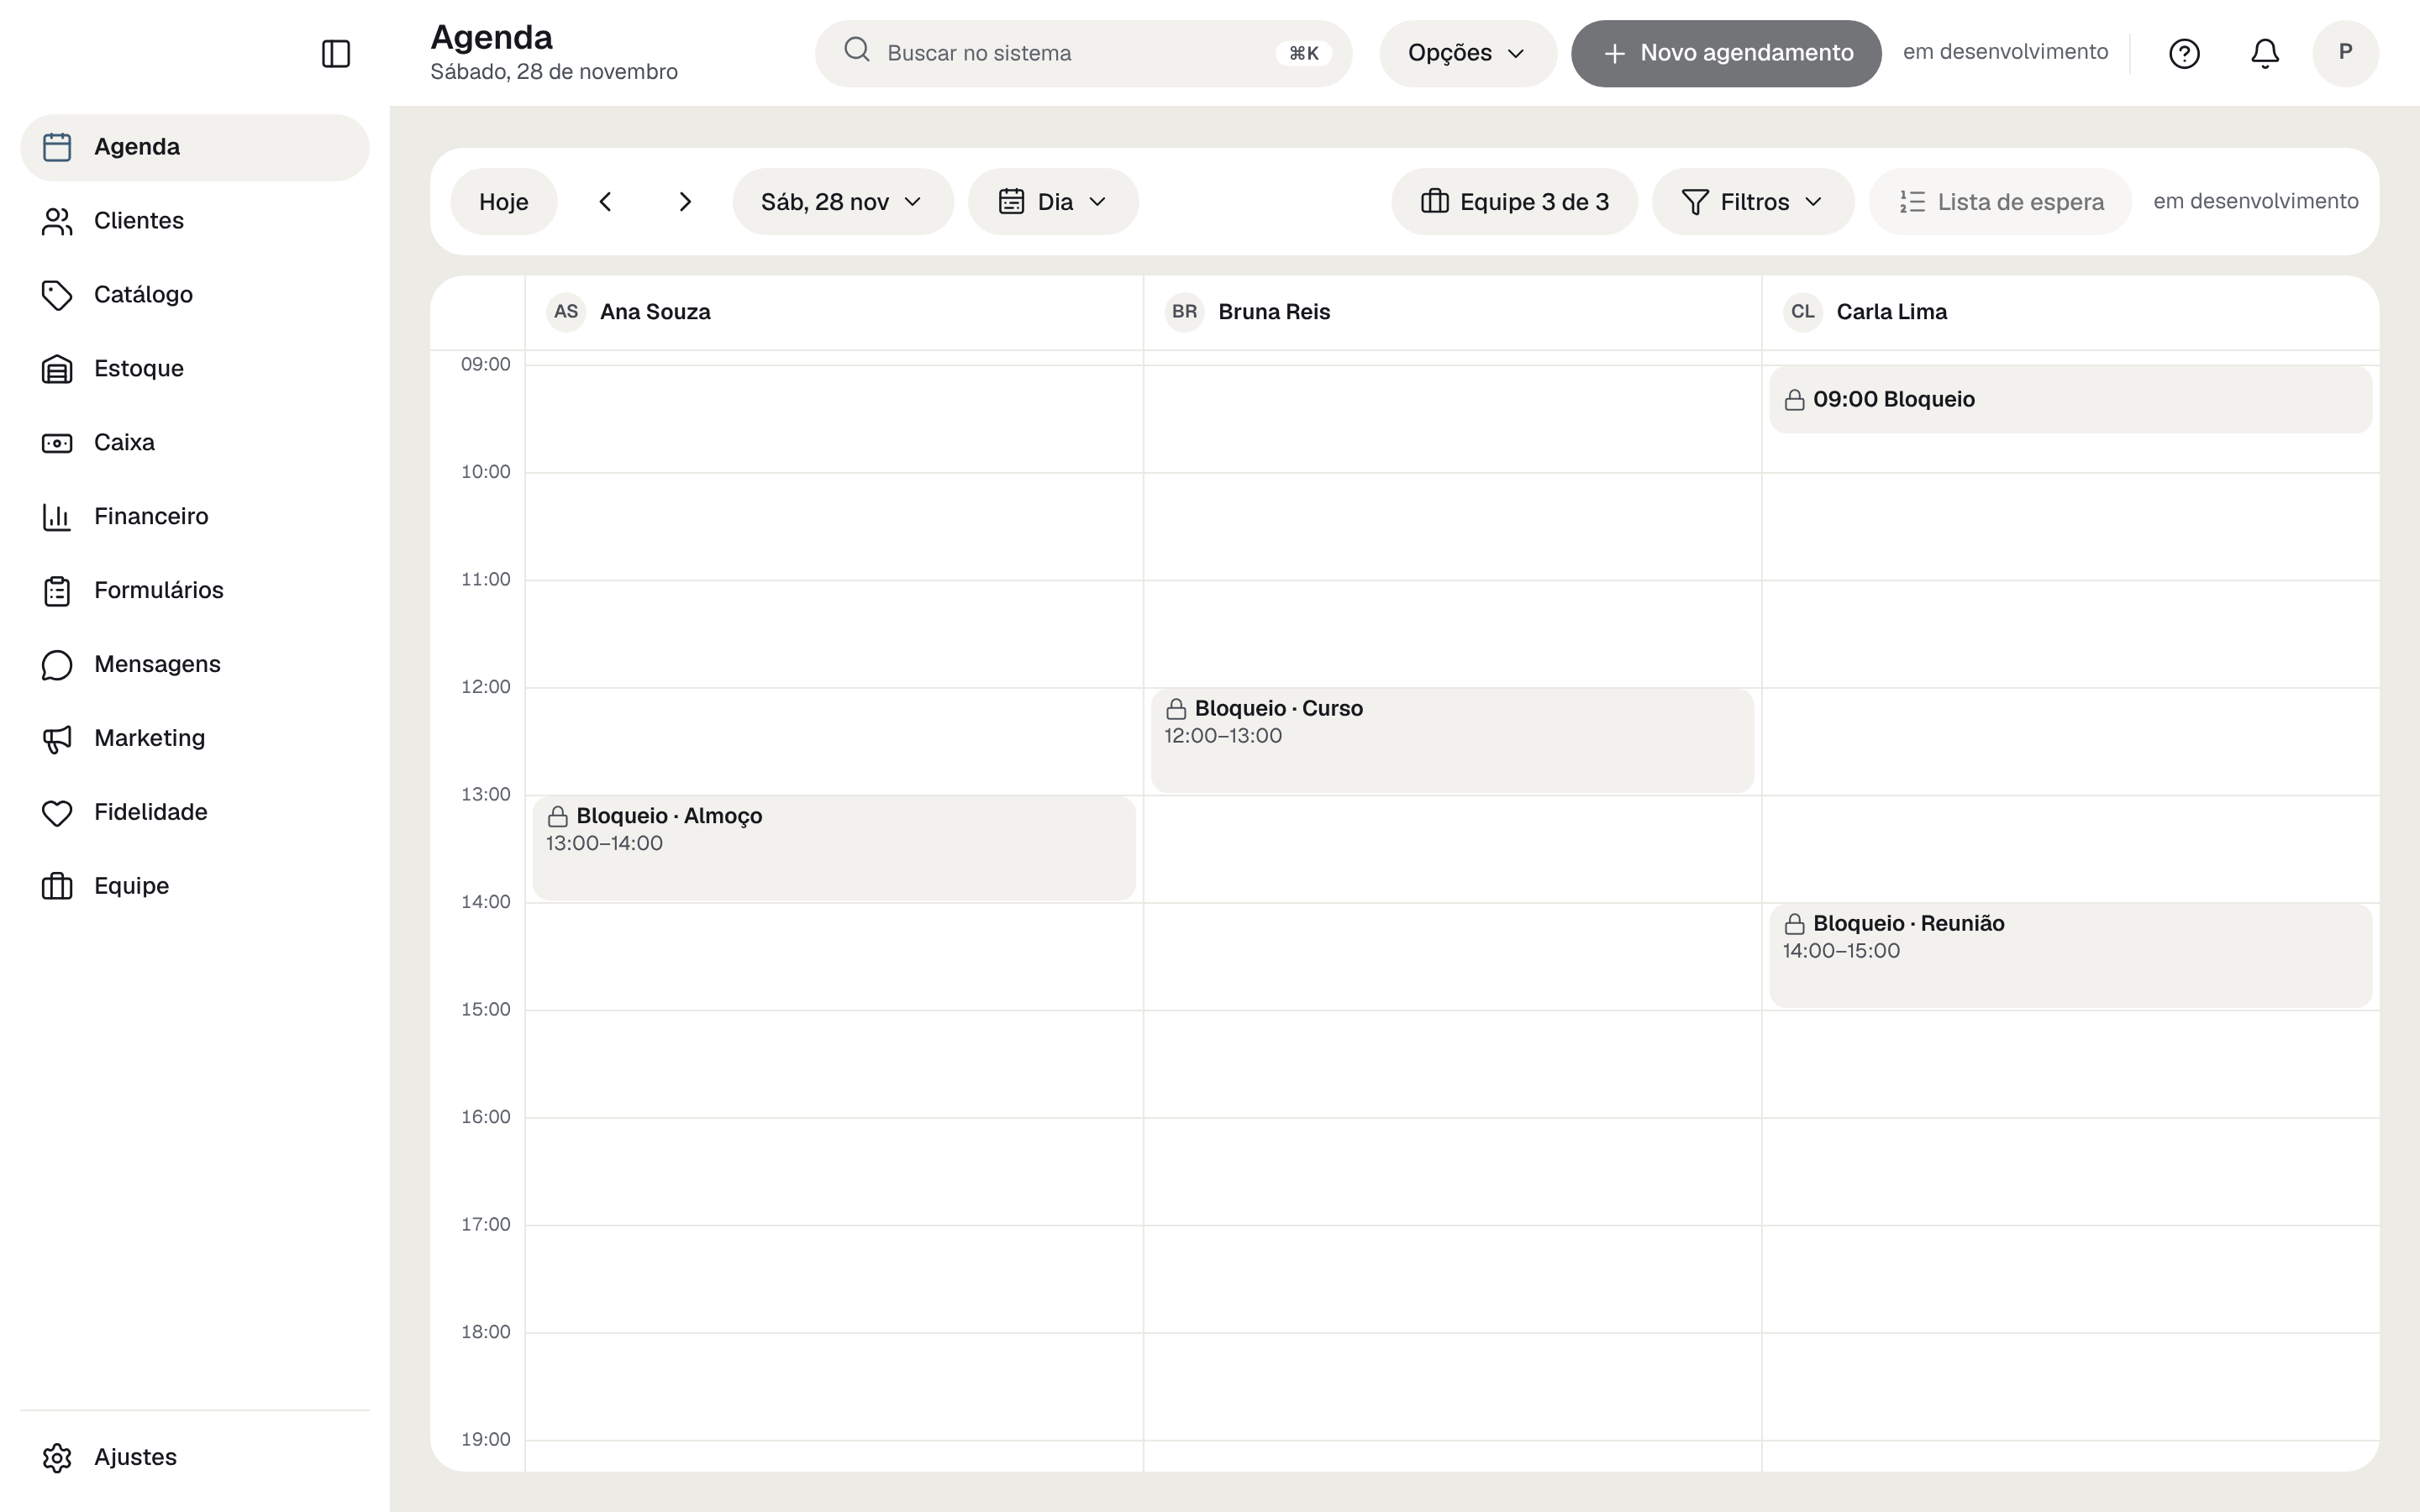 Agenda
Sábado, 28 de novembro
Buscar no sistema
⌘K
Opções
Novo agendamento
em desenvolvimento
P
Agenda
Clientes
Catálogo
Estoque
Caixa
Financeiro
Formulários
Mensagens
Marketing
Fidelidade
Equipe
Ajustes
Hoje
Sáb, 28 nov
Dia
Equipe 3 de 3
Filtros
Lista de espera
em desenvolvimento
AS Ana Souza
BR Bruna Reis
CL Carla Lima
09:00
09:00 Bloqueio
10:00
11:00
12:00
Bloqueio · Curso
12:00–13:00
13:00
Bloqueio · Almoço
13:00–14:00
14:00
Bloqueio · Reunião
14:00–15:00
15:00
16:00
17:00
18:00
19:00